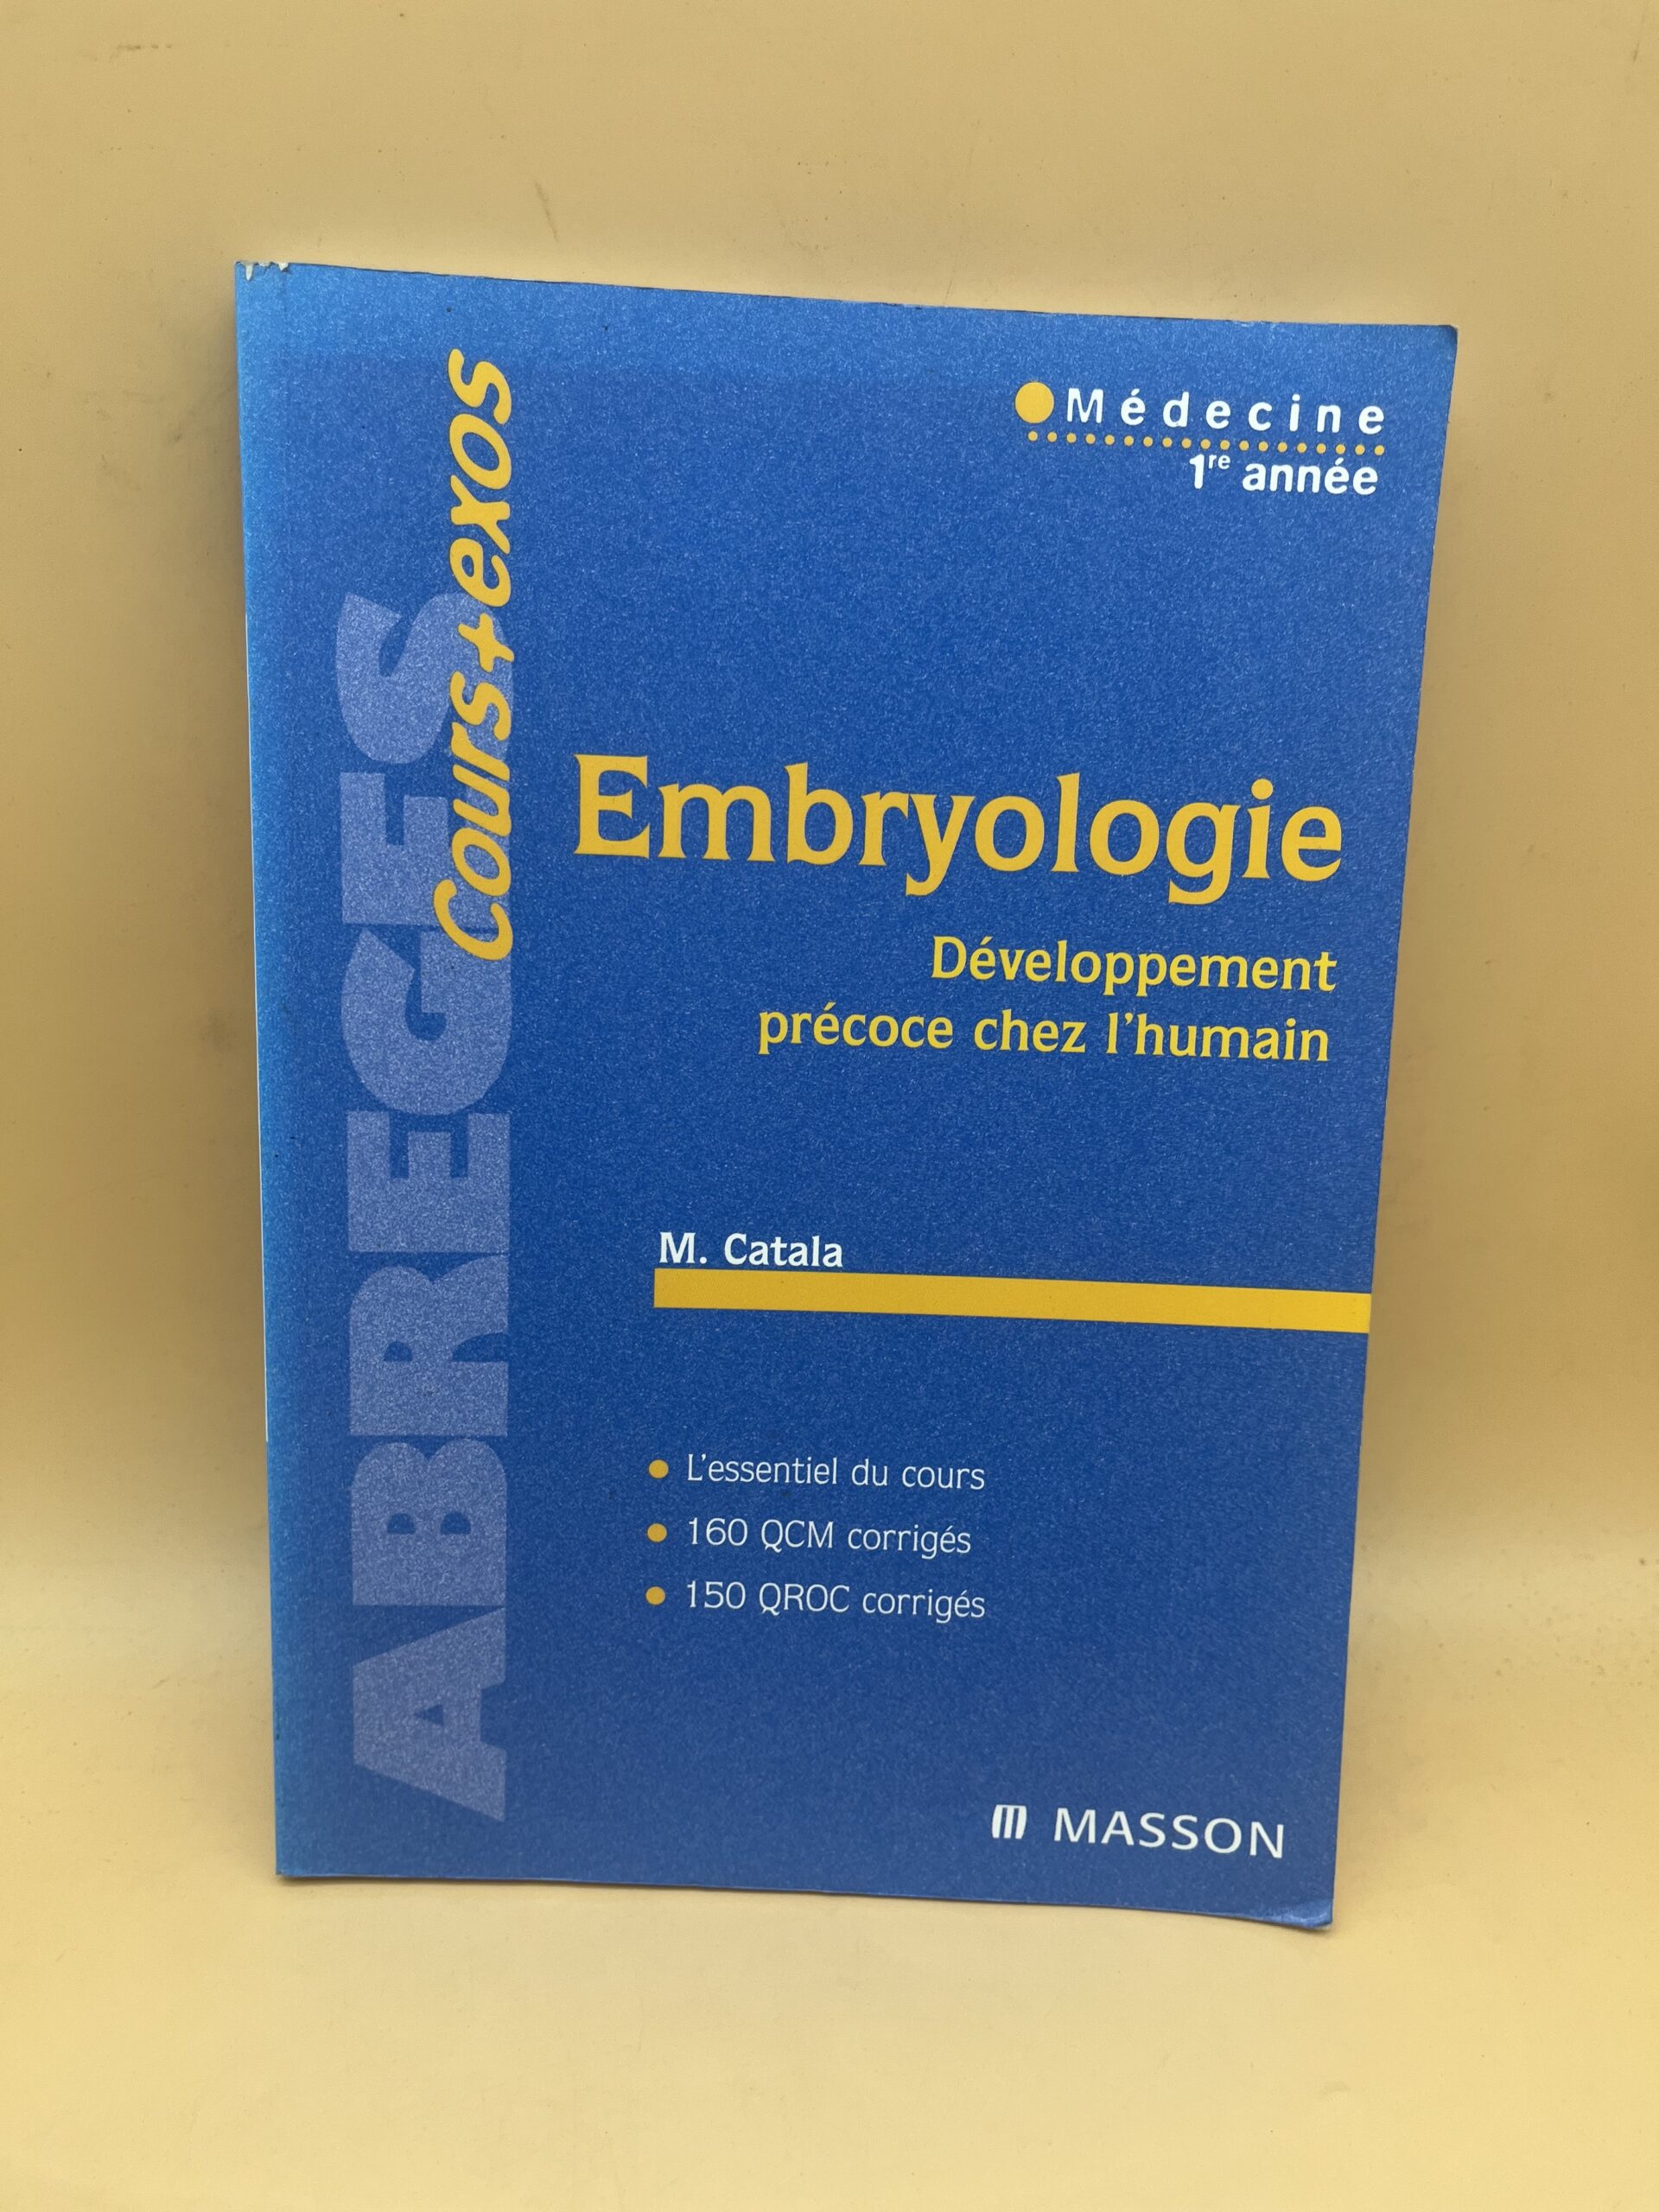 Médecine
1re année
ABREGES
Cours+exos
Embryologie
Développement
précoce chez l'humain
M. Catala
L'essentiel du cours
160 QCM corrigés
150 QROC corrigés
m MASSON